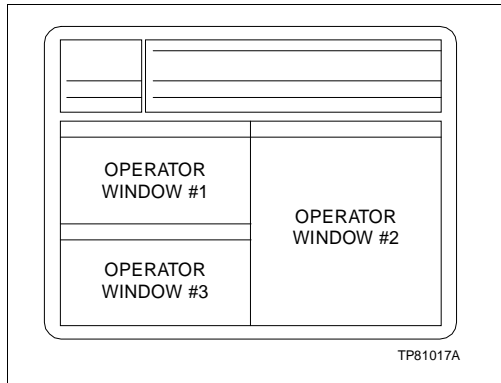 OPERATOR
WINDOW #1
OPERATOR
WINDOW #2
OPERATOR
WINDOW #3
TP81017A